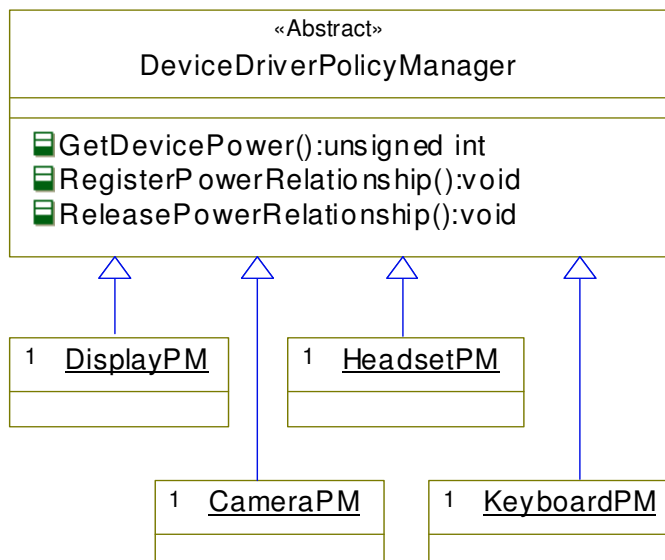 «Abstract»
DeviceDriverPolicyManager
GetDevicePower():unsigned int
RegisterPowerRelationship():void
ReleasePowerRelationship():void
1 DisplayPM
1 HeadsetPM
1 CameraPM
1 KeyboardPM